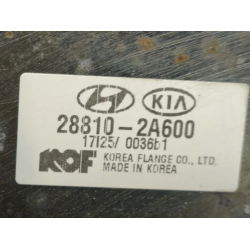 KIA
28810-2A600
17I25/ 0036b1
KOF KOREA FLANGE CO., LTD.
MADE IN KOREA